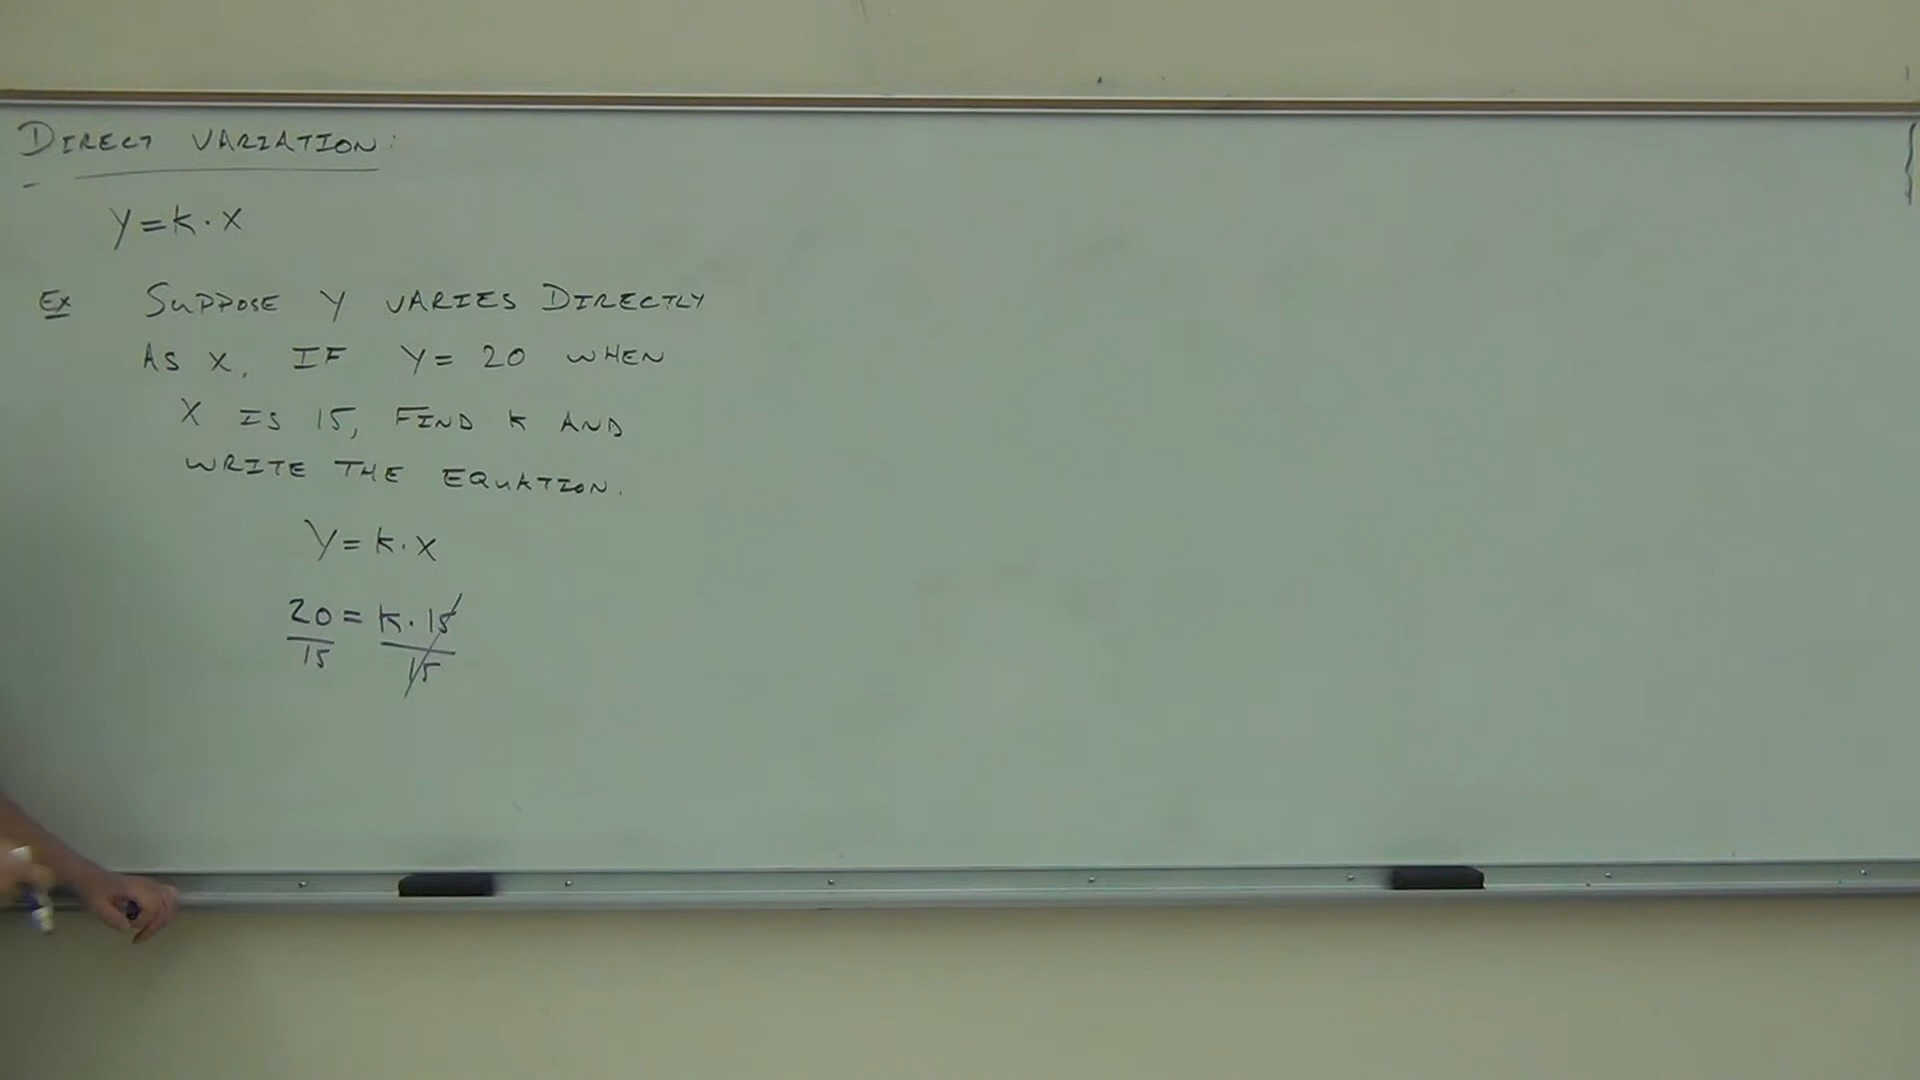 DIRECT VARIATION:
Y = k · X
Ex SUPPOSE Y VARIES DIRECTLY
AS X, IF Y = 20 WHEN
X IS 15, FIND k AND
WRITE THE EQUATION.
Y = k · X
20 = k · 15
15 15